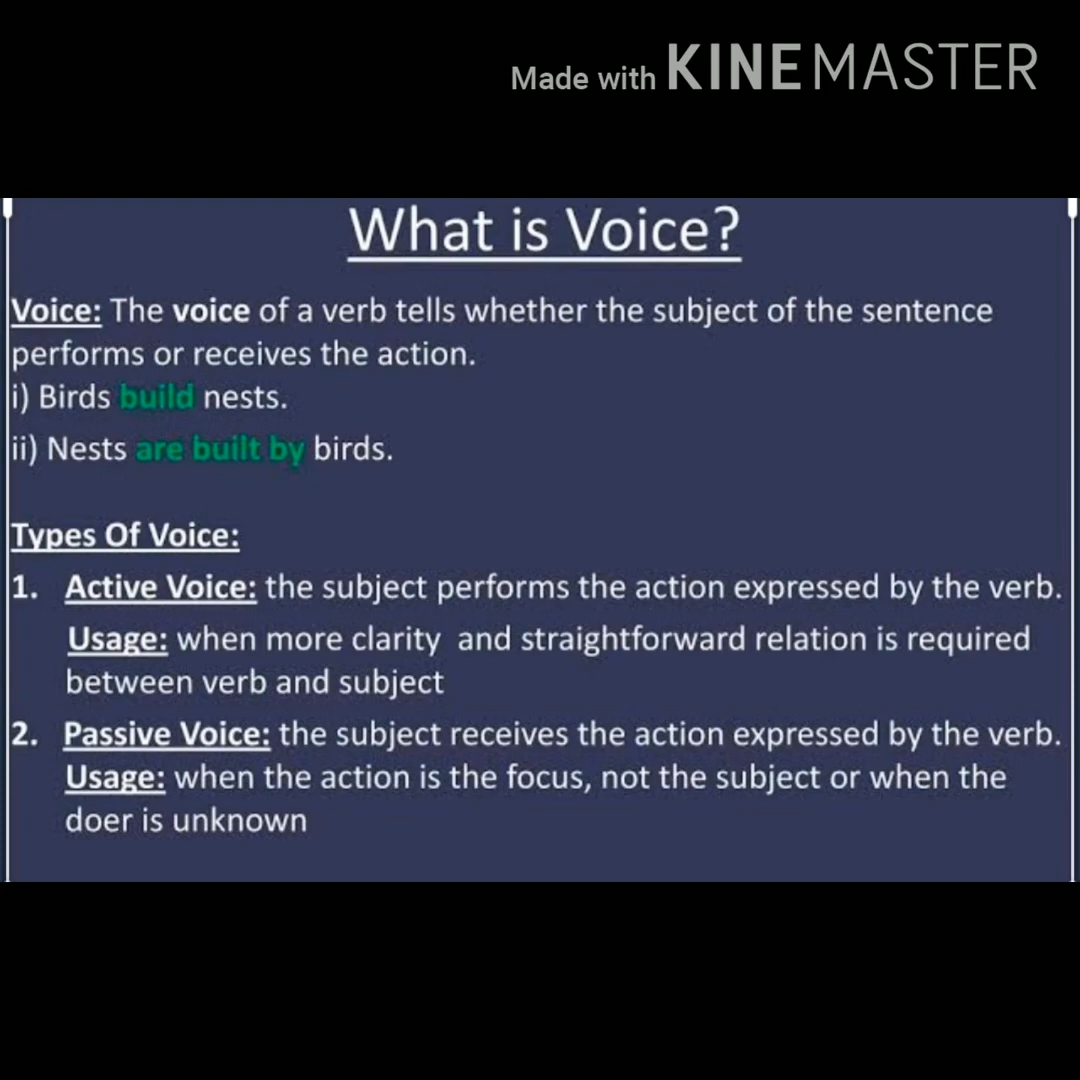 Made with KINEMASTER
What is Voice?
Voice: The voice of a verb tells whether the subject of the sentence
performs or receives the action.
i) Birds build nests.
ii) Nests are built by birds.
Types Of Voice:
1. Active Voice: the subject performs the action expressed by the verb.
Usage: when more clarity and straightforward relation is required
between verb and subject
2. Passive Voice: the subject receives the action expressed by the verb.
Usage: when the action is the focus, not the subject or when the
doer is unknown